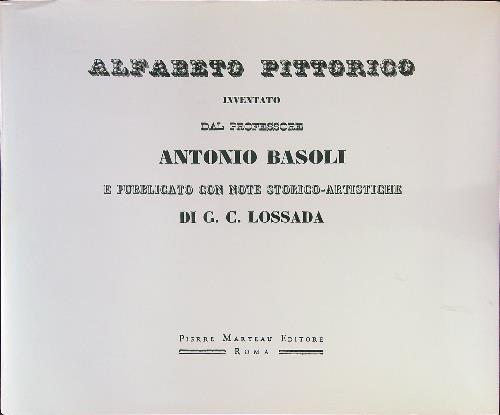 ALFABETO PITTORICO
INVENTATO
DAL PROFESSORE
ANTONIO BASOLI
E PUBBLICATO CON NOTE STORICO-ARTISTICHE
DI G. C. LOSSADA
PIERRE MARTEAU EDITORE
ROMA